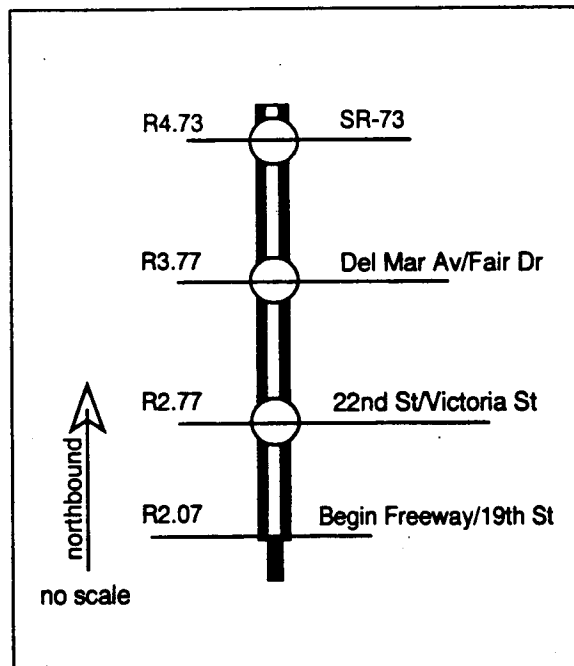 R4.73 SR-73
R3.77 Del Mar Av/Fair Dr
R2.77 22nd St/Victoria St
R2.07 Begin Freeway/19th St
northbound
no scale